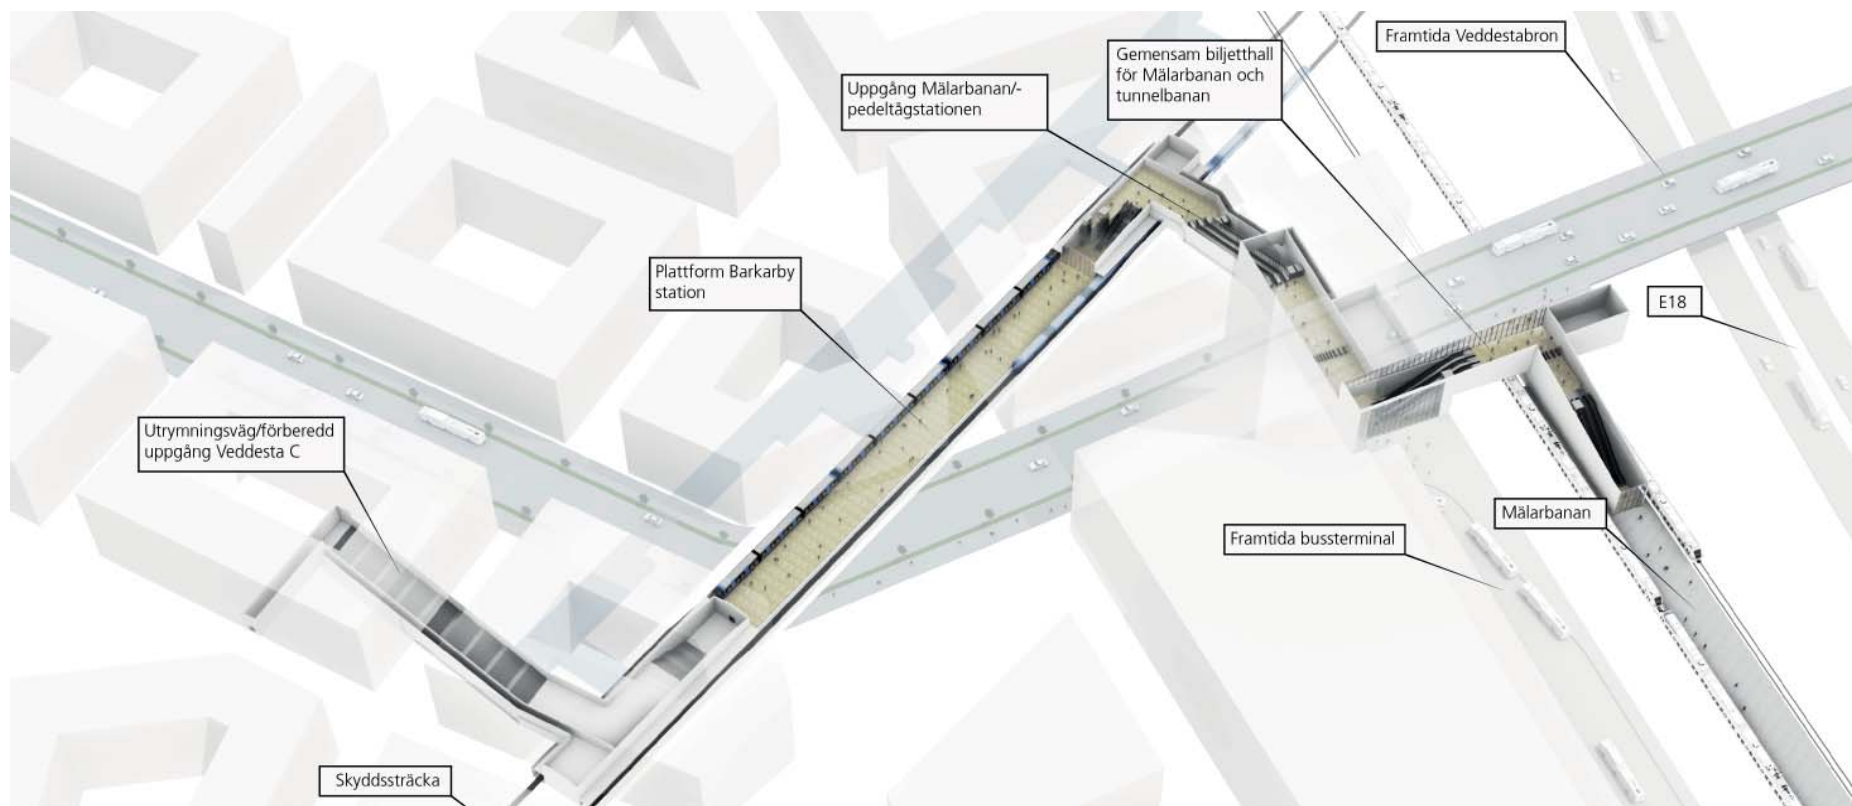 Framtida Veddestabron
Gemensam biljetthall
för Mälarbanan och
tunnelbanan
Uppgång Mälarbanan/-
pedeltågstationen
Plattform Barkarby
station
E18
Utrymningsväg/förberedd
uppgång Veddesta C
Mälarbanan
Framtida bussterminal
Skyddssträcka